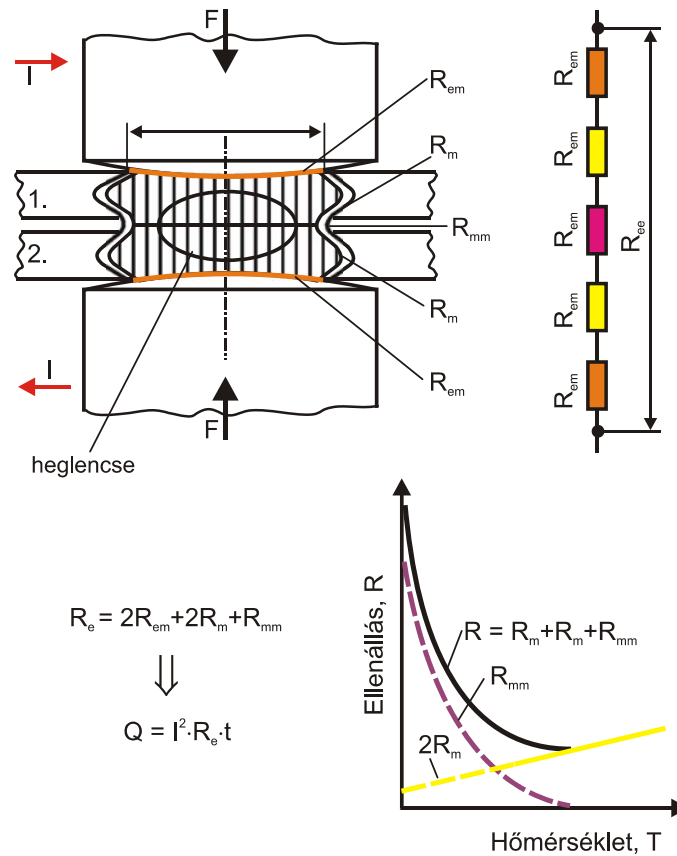 F
I
R_em
R_m
1.
R_mm
2.
R_m
R_em
I
F
heglencse
R_em
R_em
R_em
R_em
R_em
R_ee
R_e = 2R_em+2R_m+R_mm
⇓
Q = I²·R_e·t
Ellenállás, R
R = R_m+R_m+R_mm
R_mm
2R_m
Hőmérséklet, T